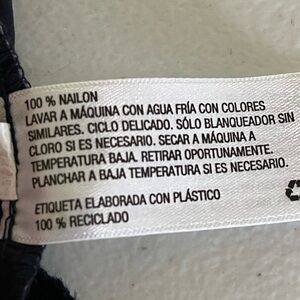 100 % NAILON
LAVAR A MÁQUINA CON AGUA FRÍA CON COLORES
SIMILARES. CICLO DELICADO. SÓLO BLANQUEADOR SIN
CLORO SI ES NECESARIO. SECAR A MÁQUINA A
TEMPERATURA BAJA. RETIRAR OPORTUNAMENTE.
PLANCHAR A BAJA TEMPERATURA SI ES NECESARIO.
ETIQUETA ELABORADA CON PLÁSTICO
100 % RECICLADO